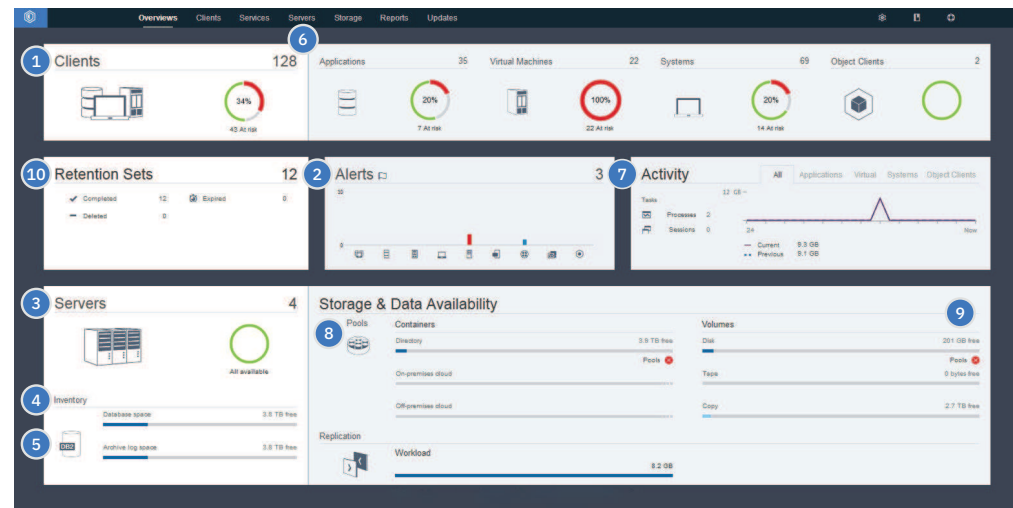 Overviews Clients Services Servers Storage Reports Updates
6
1 Clients 128
34%
43 At risk
Applications 35
20%
7 At risk
Virtual Machines 22
100%
22 At risk
Systems 69
20%
14 At risk
Object Clients 2
10 Retention Sets 12
Completed 12 Expired 0
Deleted 0
2 Alerts 3
10
0
7 Activity All Applications Virtual Systems Object Clients
12 GB
Tasks
Processes 2
Sessions 0
24 Now
Current 9.3 GB
Previous 9.1 GB
3 Servers 4
All available
4 Inventory
Database space 3.8 TB free
5 DB2 Archive log space 3.8 TB free
Storage & Data Availability
8 Pools Containers
Directory 3.9 TB free
Pools
On-premises cloud
Off-premises cloud
9
Volumes
Disk 201 GB free
Pools
Tape 0 bytes free
Copy 2.7 TB free
Replication
Workload
8.2 GB